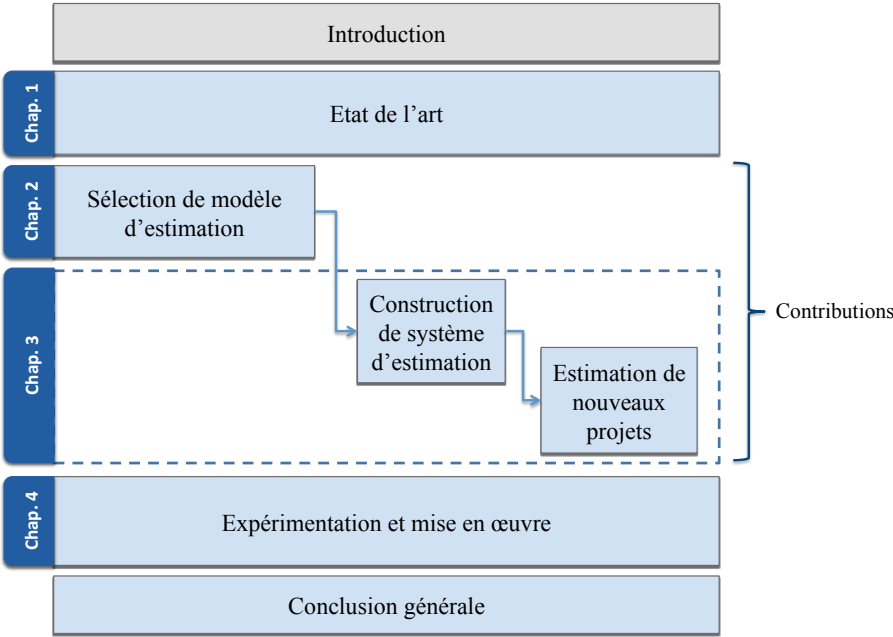 Introduction
Chap. 1
Etat de l’art
Chap. 2
Sélection de modèle
d’estimation
Chap. 3
Construction
de système
d’estimation
Estimation de
nouveaux
projets
Contributions
Chap. 4
Expérimentation et mise en œuvre
Conclusion générale